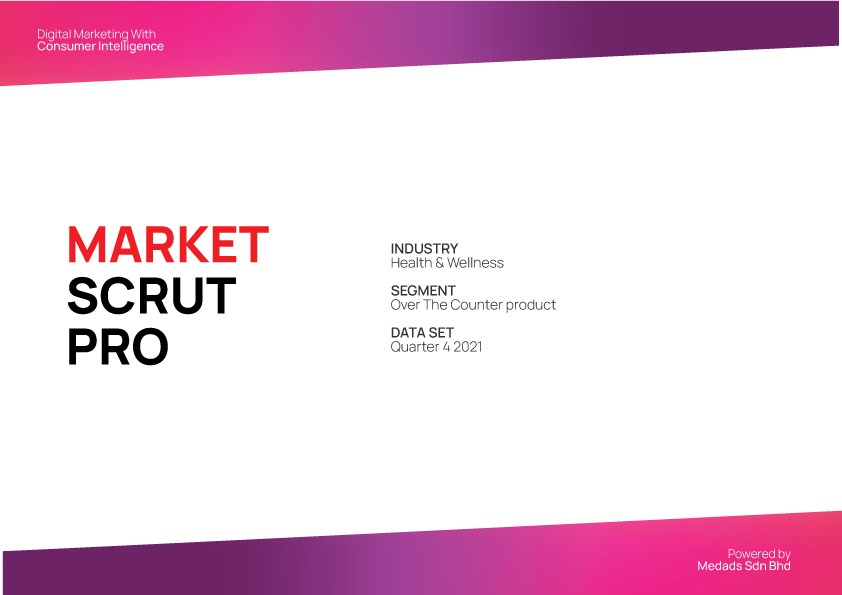 Digital Marketing With
Consumer Intelligence
MARKET
SCRUT
PRO
INDUSTRY
Health & Wellness
SEGMENT
Over The Counter product
DATA SET
Quarter 4 2021
Powered by
Medads Sdn Bhd